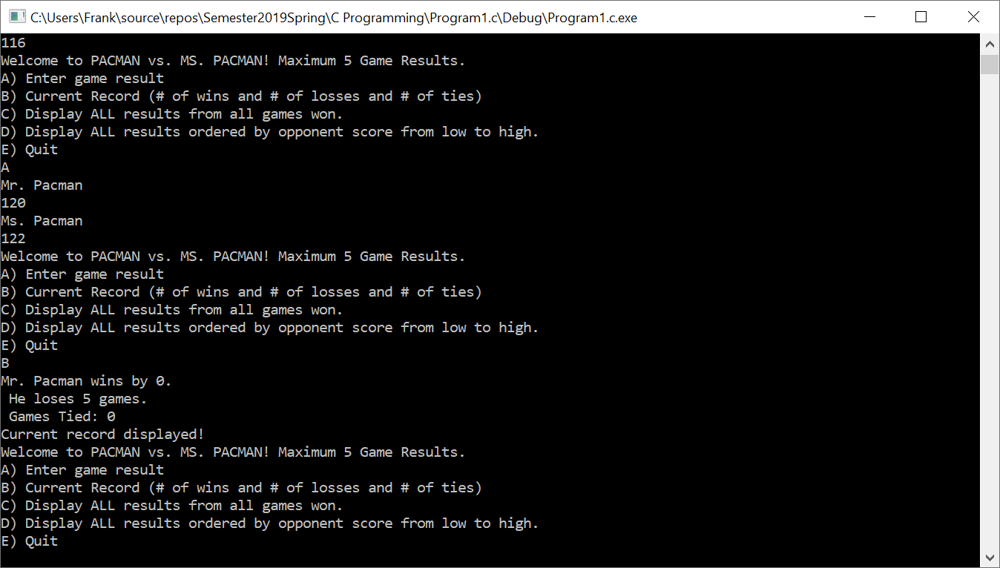 C:\Users\Frank\source\repos\Semester2019Spring\C Programming\Program1.c\Debug\Program1.c.exe
116
Welcome to PACMAN vs. MS. PACMAN! Maximum 5 Game Results.
A) Enter game result
B) Current Record (# of wins and # of losses and # of ties)
C) Display ALL results from all games won.
D) Display ALL results ordered by opponent score from low to high.
E) Quit
A
Mr. Pacman
120
Ms. Pacman
122
Welcome to PACMAN vs. MS. PACMAN! Maximum 5 Game Results.
A) Enter game result
B) Current Record (# of wins and # of losses and # of ties)
C) Display ALL results from all games won.
D) Display ALL results ordered by opponent score from low to high.
E) Quit
B
Mr. Pacman wins by 0.
 He loses 5 games.
 Games Tied: 0
Current record displayed!
Welcome to PACMAN vs. MS. PACMAN! Maximum 5 Game Results.
A) Enter game result
B) Current Record (# of wins and # of losses and # of ties)
C) Display ALL results from all games won.
D) Display ALL results ordered by opponent score from low to high.
E) Quit